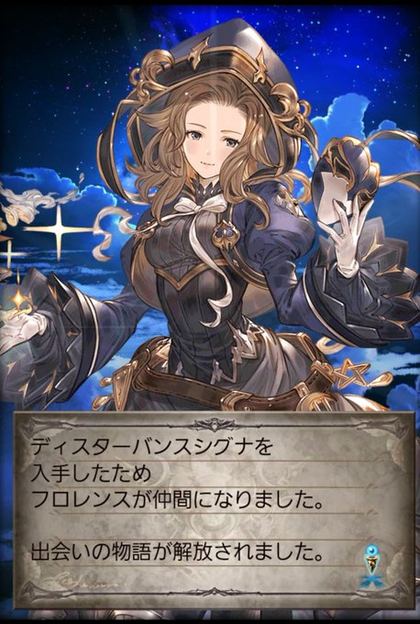 ディスターバンスシグナを
入手したため
フロレンスが仲間になりました。
出会いの物語が解放されました。